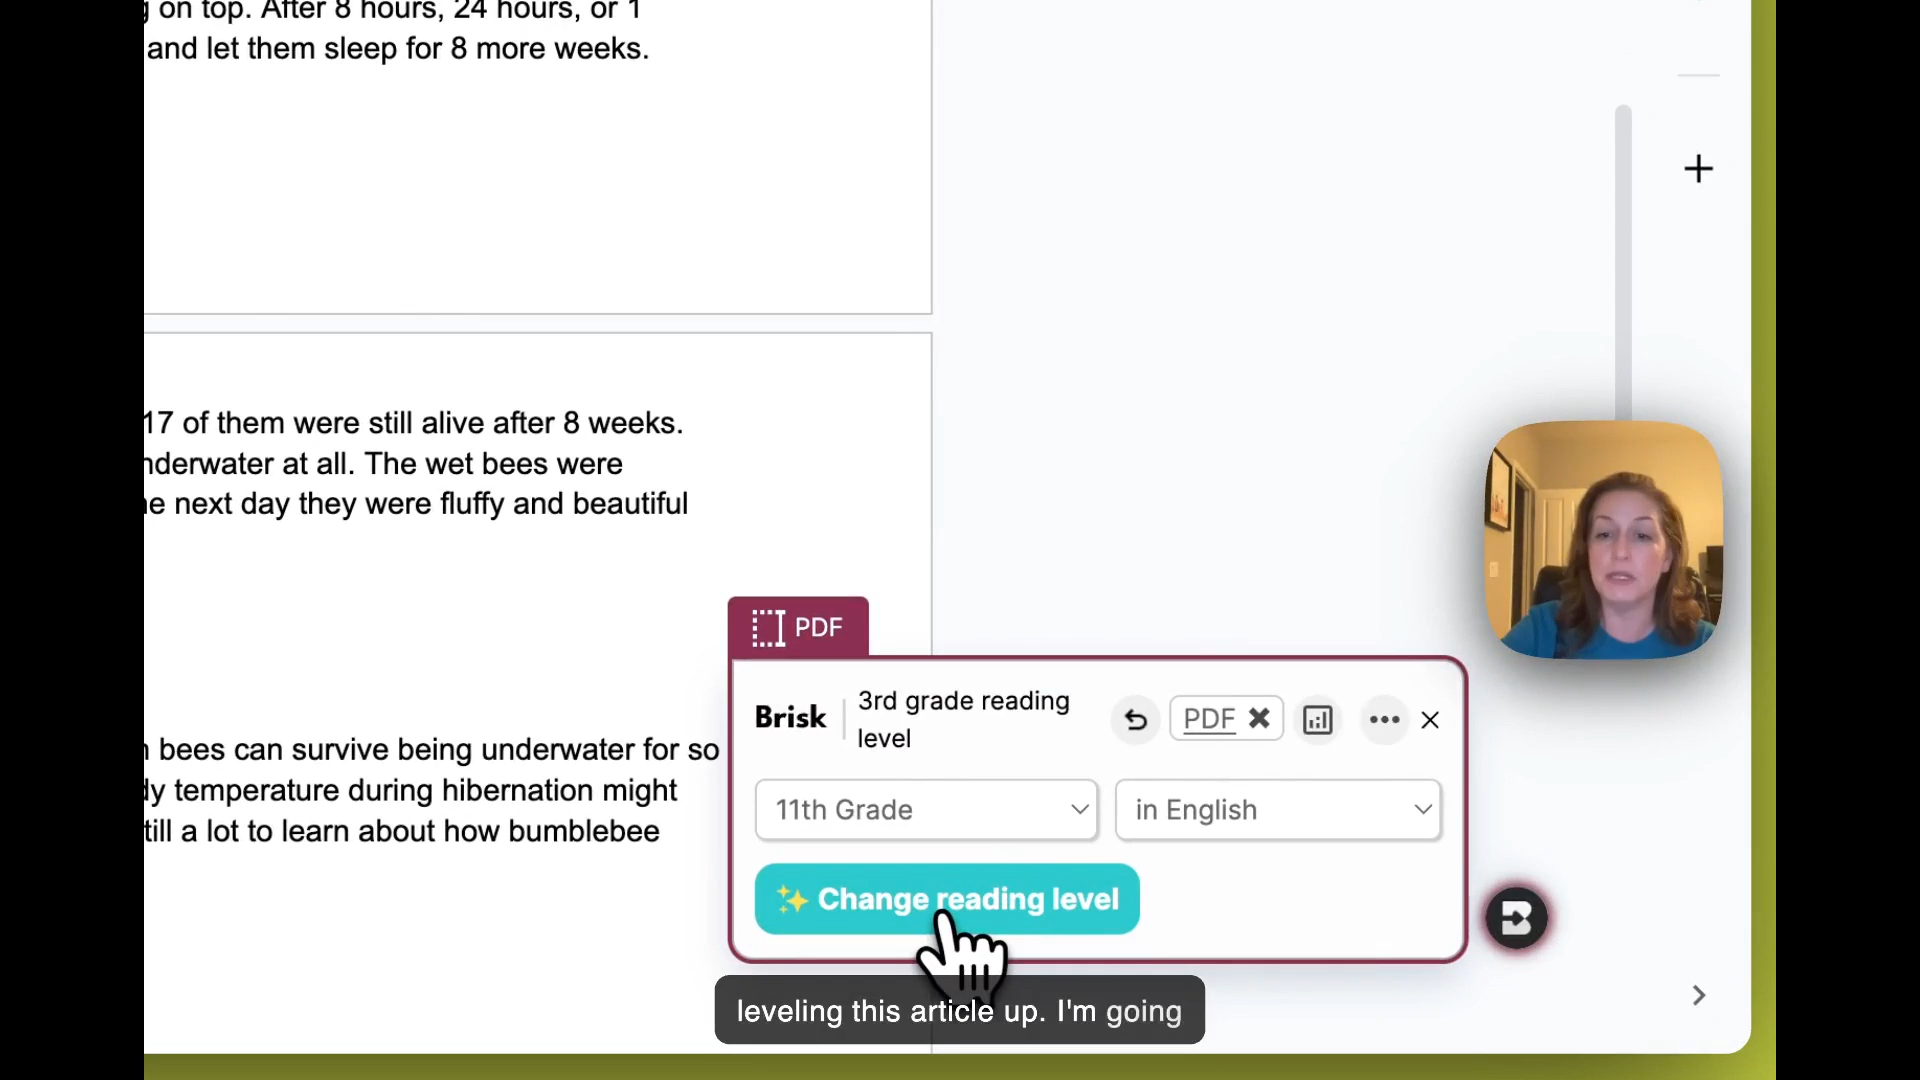 on top. After 8 hours, 24 hours, or 1
and let them sleep for 8 more weeks.
17 of them were still alive after 8 weeks.
nderwater at all. The wet bees were
e next day they were fluffy and beautiful
bees can survive being underwater for so
dy temperature during hibernation might
till a lot to learn about how bumblebee
PDF
Brisk
3rd grade reading
level
PDF
11th Grade
in English
Change reading level
leveling this article up. I'm going